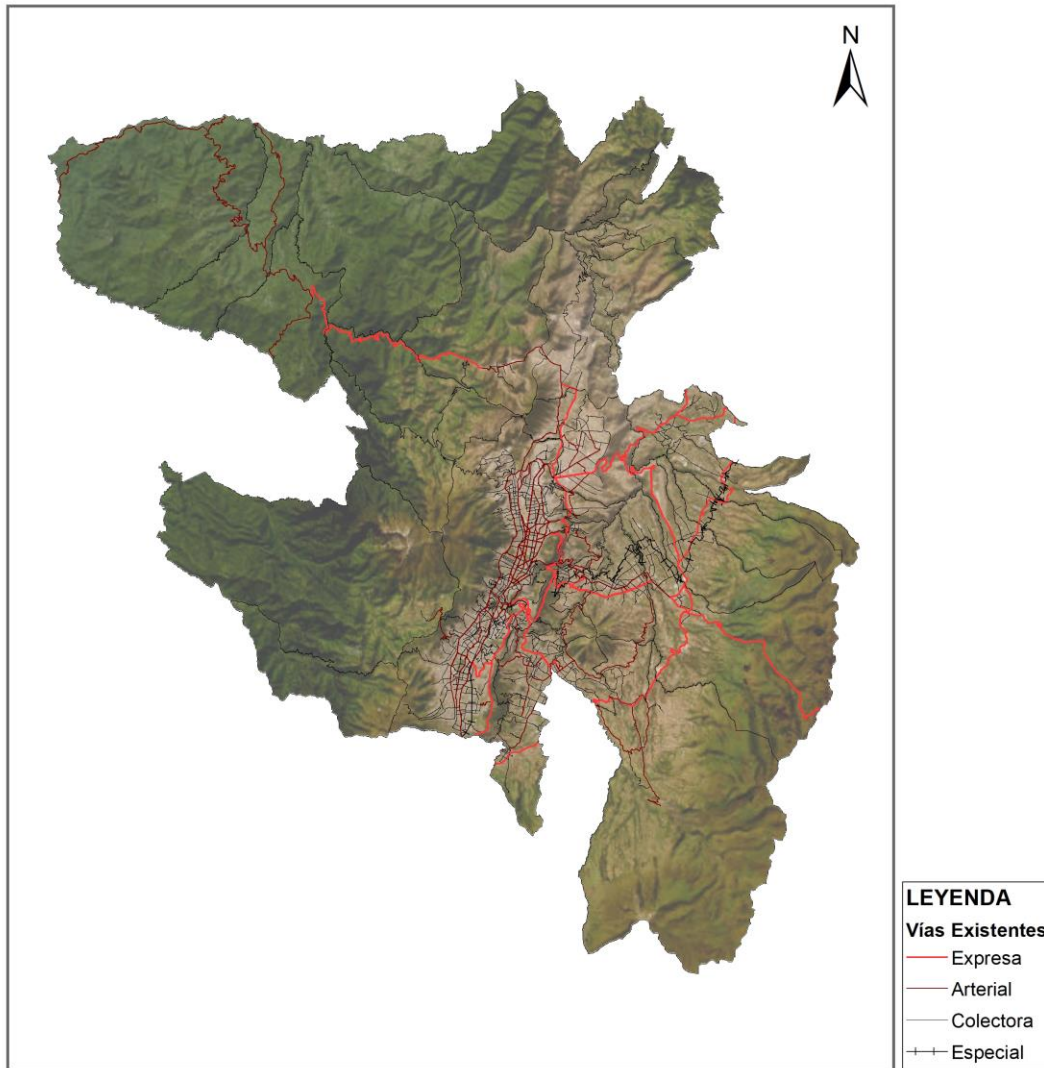 N
LEYENDA
Vías Existentes
Expresa
Arterial
Colectora
Especial